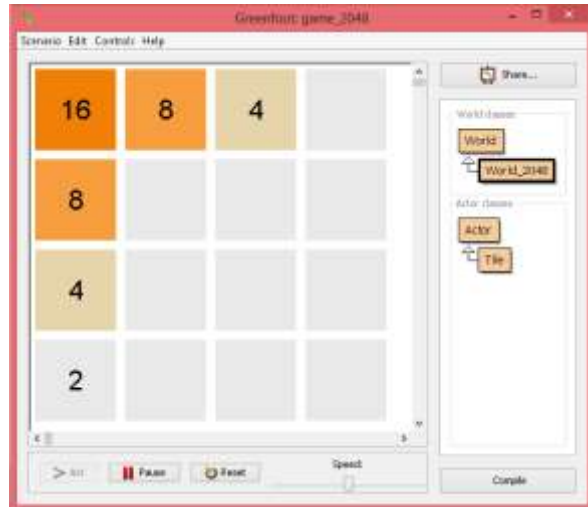 Greenfoot: game_2048
Scenario Edit Controls Help
16 8 4
8
4
2
Share...
World classes
World
World_2048
Actor classes
Actor
Tile
Act
Pause
Reset
Speed:
Compile